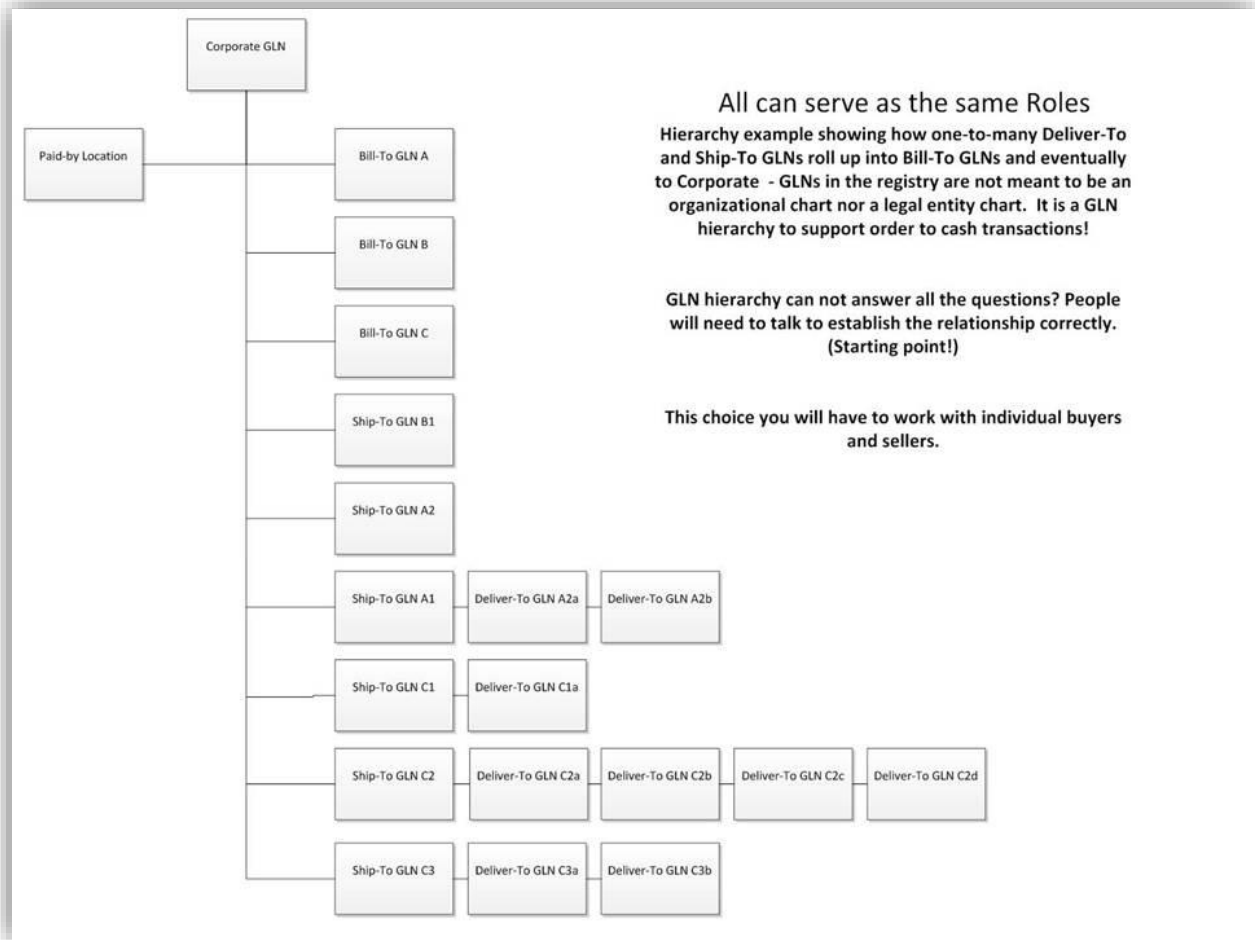 Corporate GLN
All can serve as the same Roles
Hierarchy example showing how one-to-many Deliver-To
and Ship-To GLNs roll up into Bill-To GLNs and eventually
to Corporate - GLNs in the registry are not meant to be an
organizational chart nor a legal entity chart. It is a GLN
hierarchy to support order to cash transactions!
GLN hierarchy can not answer all the questions? People
will need to talk to establish the relationship correctly.
(Starting point!)
This choice you will have to work with individual buyers
and sellers.
Paid-by Location
Bill-To GLN A
Bill-To GLN B
Bill-To GLN C
Ship-To GLN B1
Ship-To GLN A2
Ship-To GLN A1
Deliver-To GLN A2a
Deliver-To GLN A2b
Ship-To GLN C1
Deliver-To GLN C1a
Ship-To GLN C2
Deliver-To GLN C2a
Deliver-To GLN C2b
Deliver-To GLN C2c
Deliver-To GLN C2d
Ship-To GLN C3
Deliver-To GLN C3a
Deliver-To GLN C3b